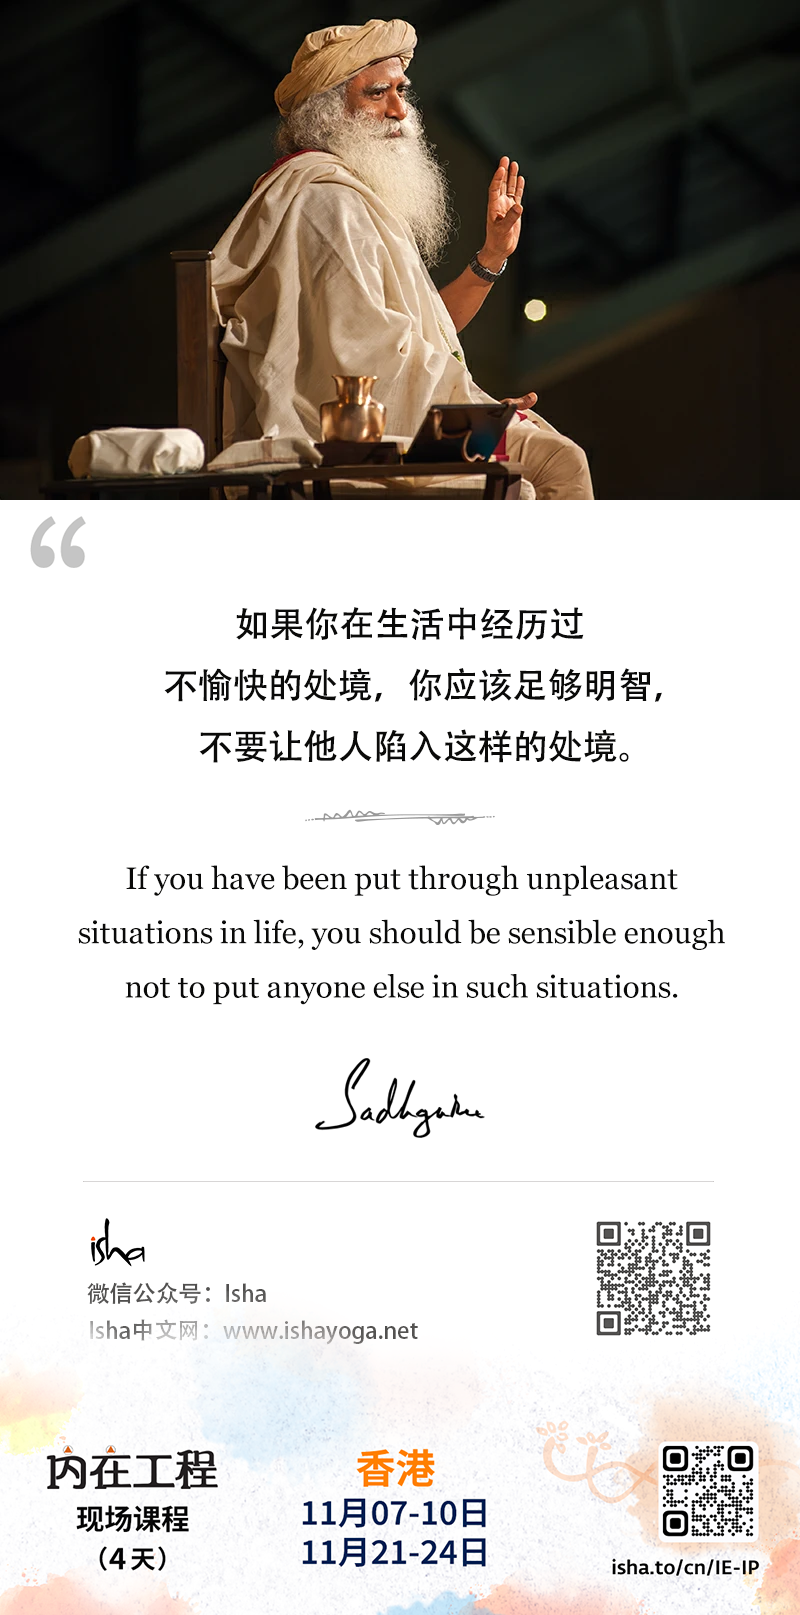 “
如果你在生活中经历过
不愉快的处境，你应该足够明智，
不要让他人陷入这样的处境。
If you have been put through unpleasant
situations in life, you should be sensible enough
not to put anyone else in such situations.
Sadhguru
isha
微信公众号：Isha
Isha中文网：www.ishayoga.net
内在工程
现场课程
（4天）
香港
11月07-10日
11月21-24日
isha.to/cn/IE-IP